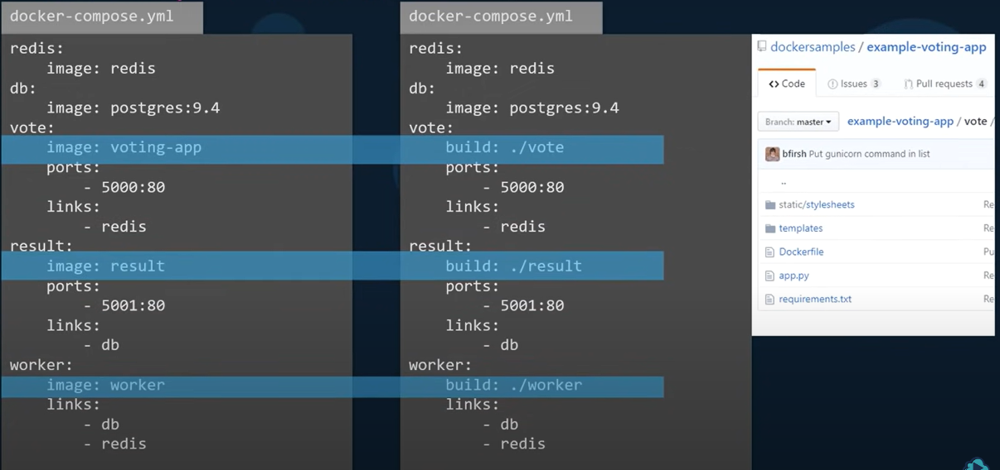 docker-compose.yml
redis:
    image: redis
db:
    image: postgres:9.4
vote:
    image: voting-app
    ports:
        - 5000:80
    links:
        - redis
result:
    image: result
    ports:
        - 5001:80
    links:
        - db
worker:
    image: worker
    links:
        - db
        - redis
docker-compose.yml
redis:
    image: redis
db:
    image: postgres:9.4
vote:
    build: ./vote
    ports:
        - 5000:80
    links:
        - redis
result:
    build: ./result
    ports:
        - 5001:80
    links:
        - db
worker:
    build: ./worker
    links:
        - db
        - redis
dockersamples / example-voting-app
<> Code Issues 3 Pull requests 4
Branch: master example-voting-app / vote /
bfirsh Put gunicorn command in list
..
static/stylesheets Re
templates Re
Dockerfile Pu
app.py Re
requirements.txt Re